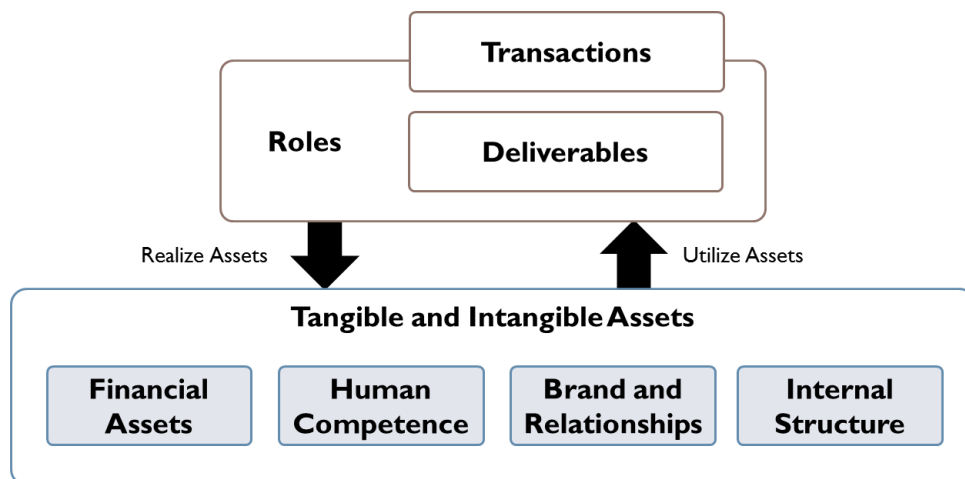 Transactions
Roles
Deliverables
Realize Assets
Utilize Assets
Tangible and Intangible Assets
Financial
Assets
Human
Competence
Brand and
Relationships
Internal
Structure